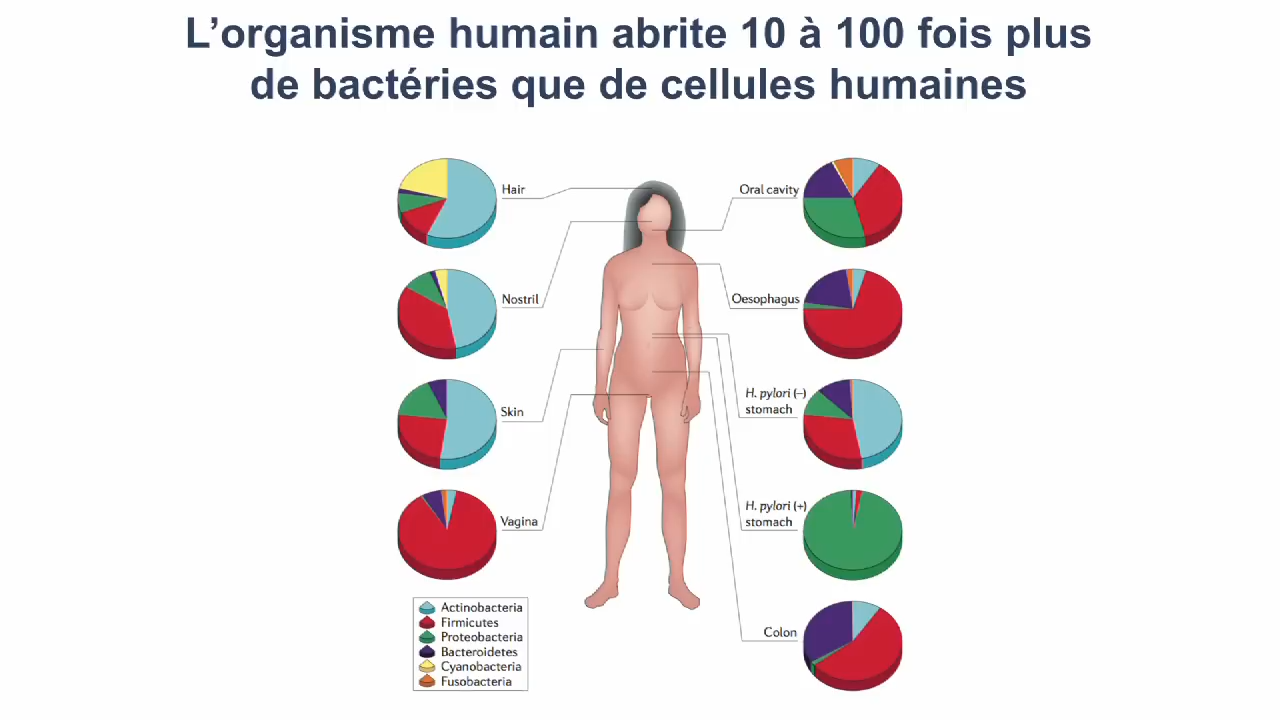 L’organisme humain abrite 10 à 100 fois plus
de bactéries que de cellules humaines
Hair
Nostril
Skin
Vagina
Oral cavity
Oesophagus
H. pylori (–)
stomach
H. pylori (+)
stomach
Colon
Actinobacteria
Firmicutes
Proteobacteria
Bacteroidetes
Cyanobacteria
Fusobacteria